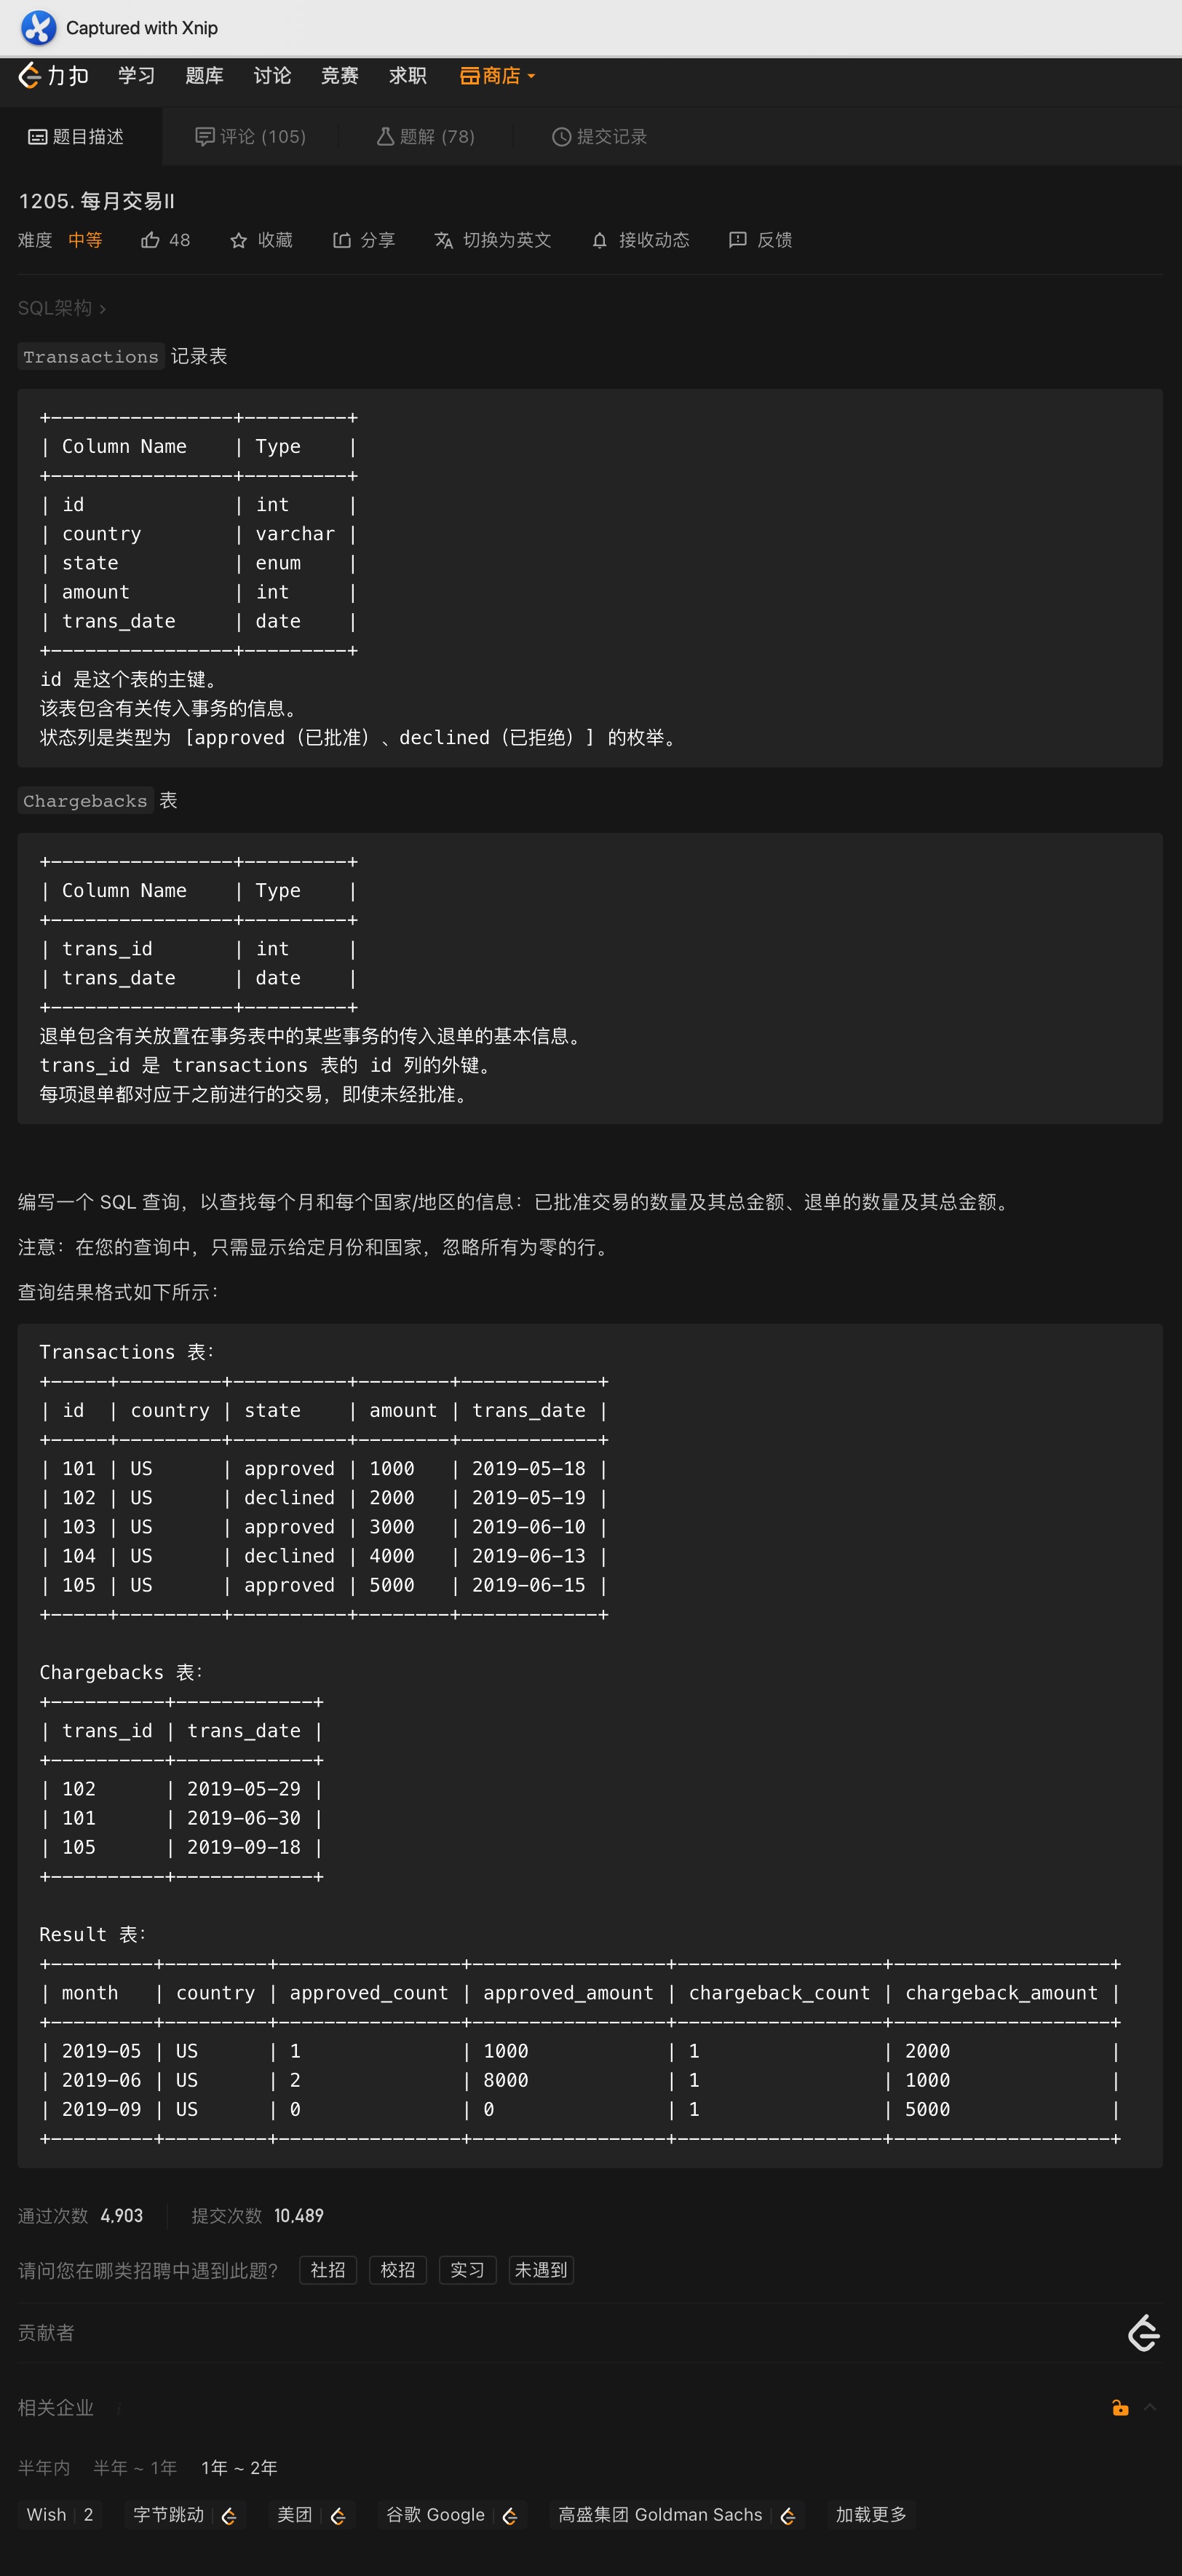 Captured with Xnip
力扣 学习 题库 讨论 竞赛 求职 商店
题目描述 评论 (105) 题解 (78) 提交记录
1205. 每月交易II
难度 中等 48 收藏 分享 切换为英文 接收动态 反馈
SQL架构 >
Transactions 记录表
+----------------+---------+
| Column Name    | Type    |
+----------------+---------+
| id             | int     |
| country        | varchar |
| state          | enum    |
| amount         | int     |
| trans_date     | date    |
+----------------+---------+
id 是这个表的主键。
该表包含有关传入事务的信息。
状态列是类型为 [approved（已批准）、declined（已拒绝）] 的枚举。
Chargebacks 表
+----------------+---------+
| Column Name    | Type    |
+----------------+---------+
| trans_id       | int     |
| trans_date     | date    |
+----------------+---------+
退单包含有关放置在事务表中的某些事务的传入退单的基本信息。
trans_id 是 transactions 表的 id 列的外键。
每项退单都对应于之前进行的交易，即使未经批准。
编写一个 SQL 查询，以查找每个月和每个国家/地区的信息：已批准交易的数量及其总金额、退单的数量及其总金额。
注意：在您的查询中，只需显示给定月份和国家，忽略所有为零的行。
查询结果格式如下所示：
Transactions 表：
+-----+---------+----------+--------+------------+
| id  | country | state    | amount | trans_date |
+-----+---------+----------+--------+------------+
| 101 | US      | approved | 1000   | 2019-05-18 |
| 102 | US      | declined | 2000   | 2019-05-19 |
| 103 | US      | approved | 3000   | 2019-06-10 |
| 104 | US      | declined | 4000   | 2019-06-13 |
| 105 | US      | approved | 5000   | 2019-06-15 |
+-----+---------+----------+--------+------------+
Chargebacks 表：
+----------+------------+
| trans_id | trans_date |
+----------+------------+
| 102      | 2019-05-29 |
| 101      | 2019-06-30 |
| 105      | 2019-09-18 |
+----------+------------+
Result 表：
+---------+---------+----------------+-----------------+------------------+-------------------+
| month   | country | approved_count | approved_amount | chargeback_count | chargeback_amount |
+---------+---------+----------------+-----------------+------------------+-------------------+
| 2019-05 | US      | 1              | 1000            | 1                | 2000              |
| 2019-06 | US      | 2              | 8000            | 1                | 1000              |
| 2019-09 | US      | 0              | 0               | 1                | 5000              |
+---------+---------+----------------+-----------------+------------------+-------------------+
通过次数 4,903 提交次数 10,489
请问您在哪类招聘中遇到此题? 社招 校招 实习 未遇到
贡献者
相关企业
半年内 半年 ~ 1年 1年 ~ 2年
Wish | 2 字节跳动 美团 谷歌 Google 高盛集团 Goldman Sachs 加载更多